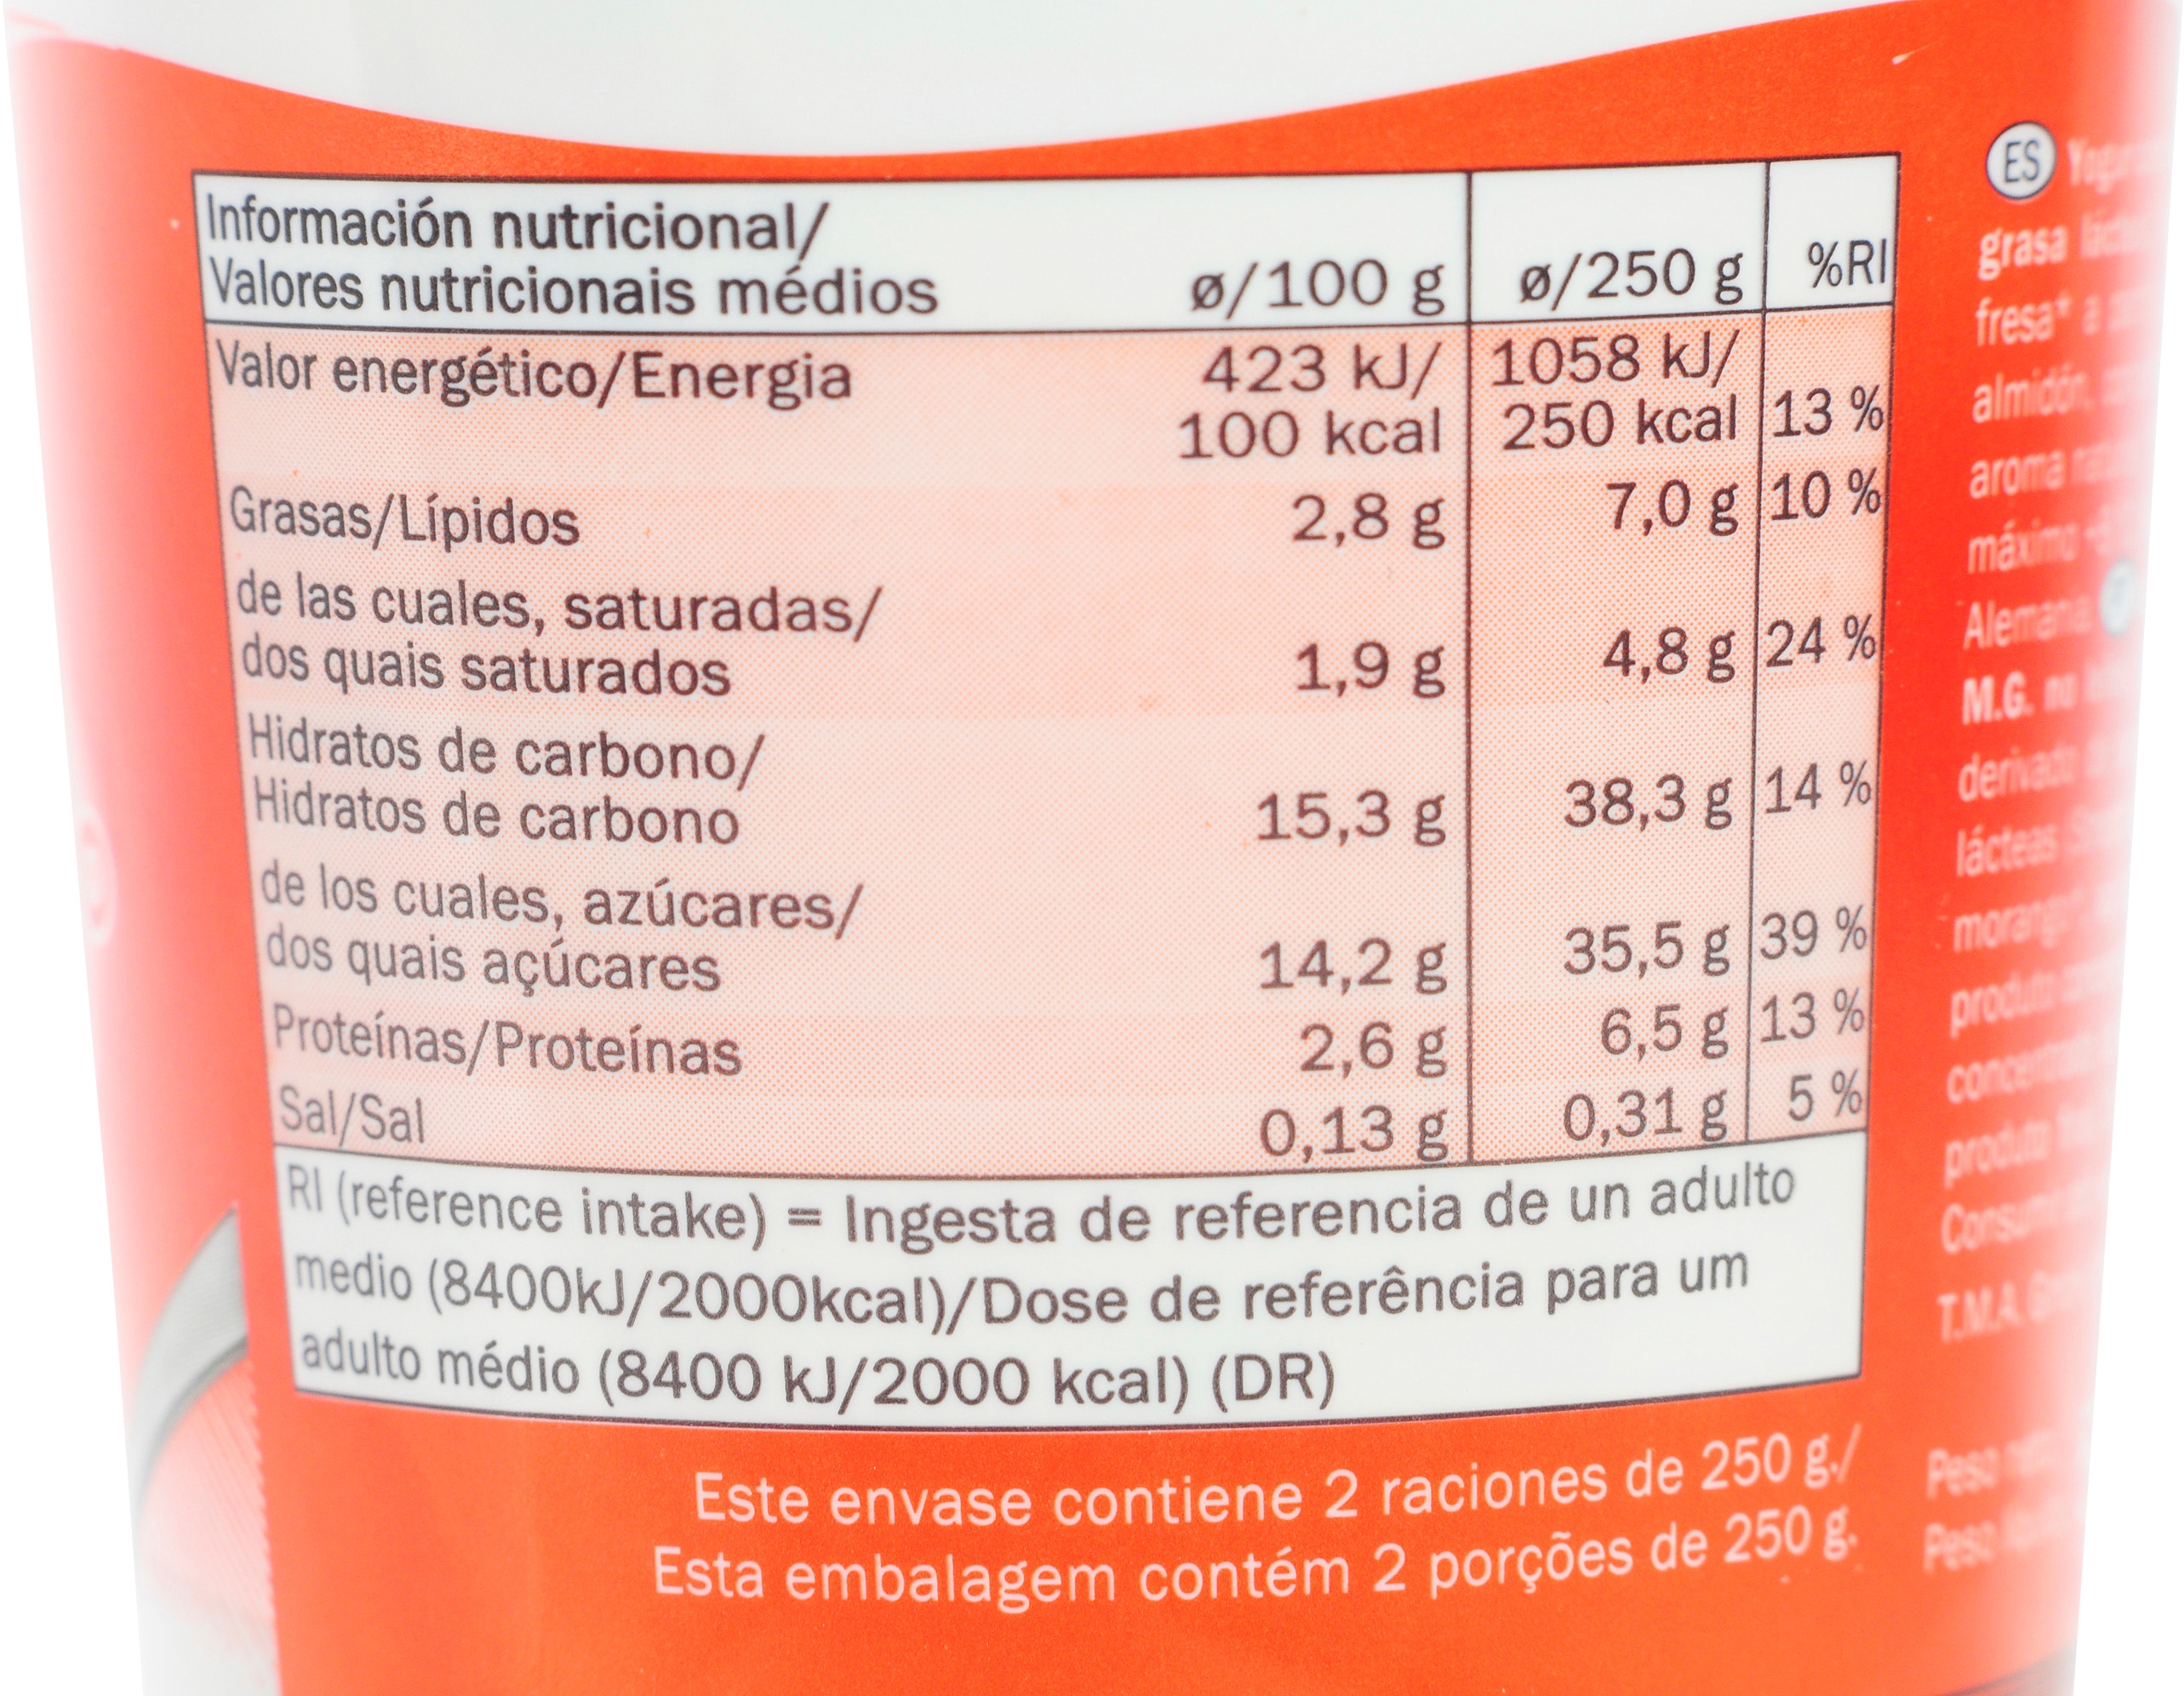 Información nutricional/
Valores nutricionais médios ø/100 g ø/250 g %RI
Valor energético/Energia 423 kJ/ 1058 kJ/
100 kcal 250 kcal 13 %
Grasas/Lípidos 2,8 g 7,0 g 10 %
de las cuales, saturadas/
dos quais saturados 1,9 g 4,8 g 24 %
Hidratos de carbono/
Hidratos de carbono 15,3 g 38,3 g 14 %
de los cuales, azúcares/
dos quais açúcares 14,2 g 35,5 g 39 %
Proteínas/Proteínas 2,6 g 6,5 g 13 %
Sal/Sal 0,13 g 0,31 g 5 %
RI (reference intake) = Ingesta de referencia de un adulto
medio (8400kJ/2000kcal)/Dose de referência para um
adulto médio (8400 kJ/2000 kcal) (DR)
Este envase contiene 2 raciones de 250 g./
Esta embalagem contém 2 porções de 250 g.
ES
grasa
fresa*
almidón,
aroma
máximo
Alemania
M.G.
lácteas
Peso
Peso